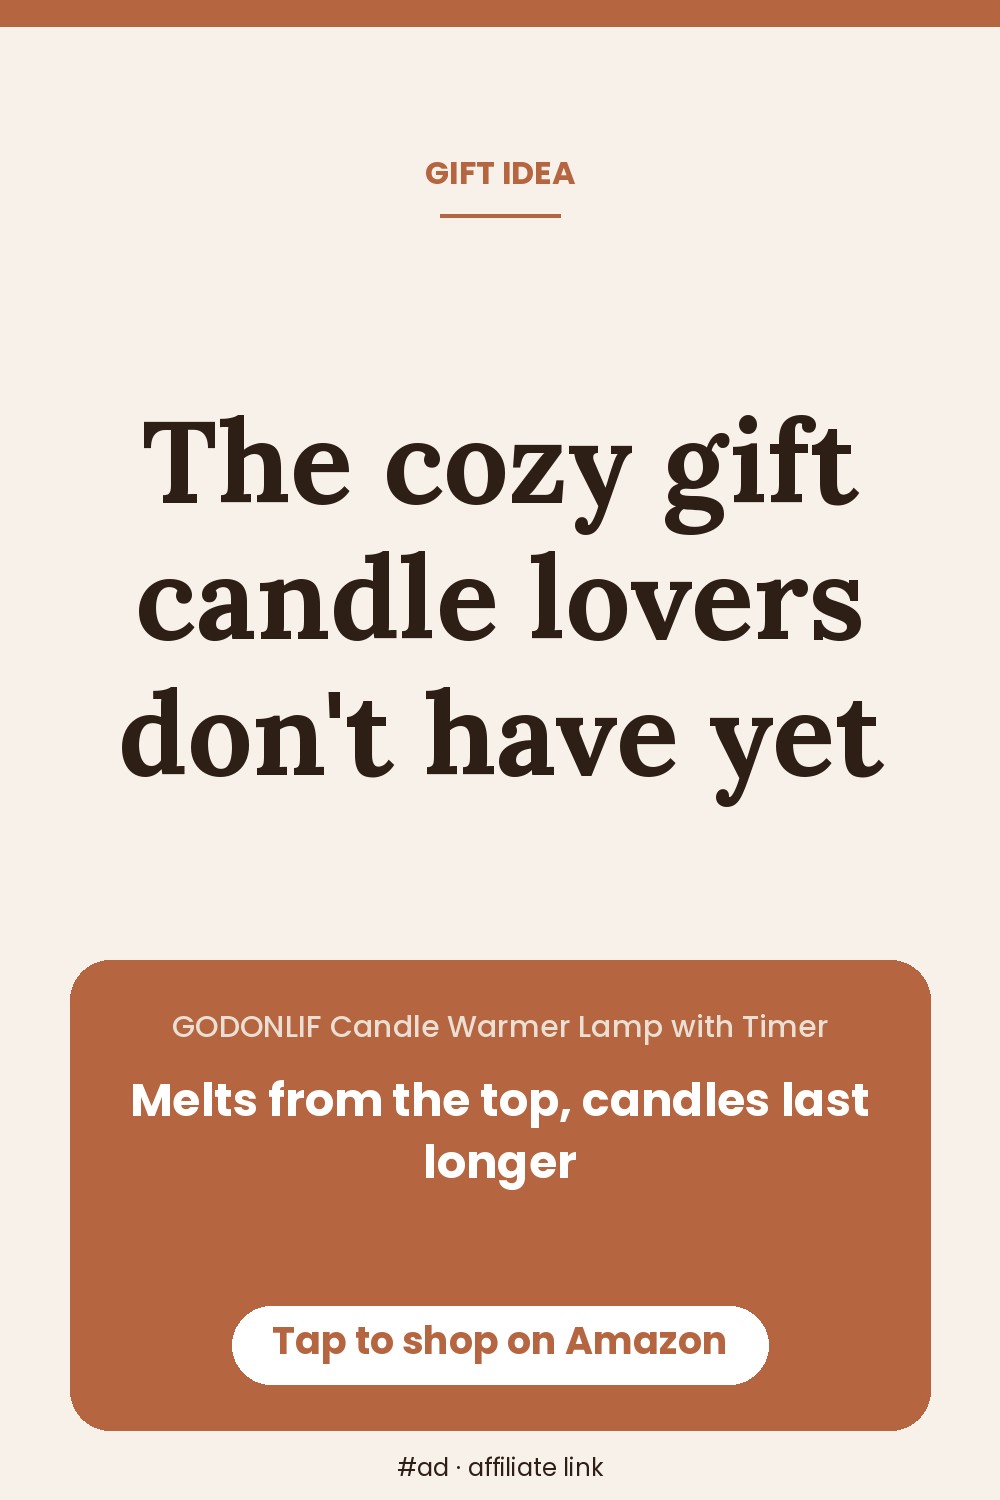 GIFT IDEA
The cozy gift
candle lovers
don't have yet
GODONLIF Candle Warmer Lamp with Timer
Melts from the top, candles last
longer
Tap to shop on Amazon
#ad · affiliate link